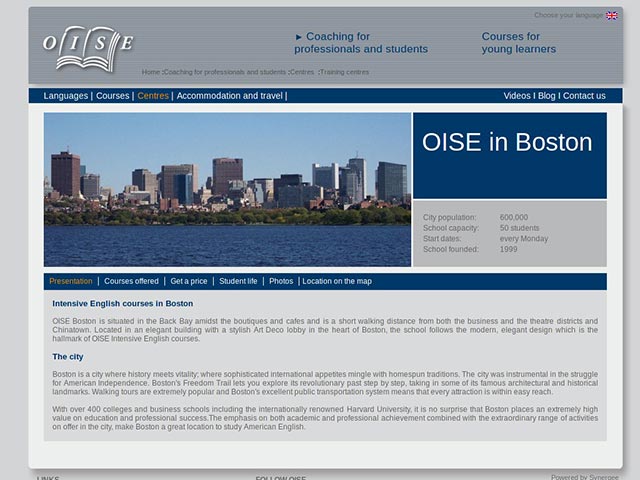 Choose your language
O I S E
► Coaching for
professionals and students
Courses for
young learners
Home :Coaching for professionals and students :Centres :Training centres
Languages | Courses | Centres | Accommodation and travel |
Videos I Blog I Contact us
OISE in Boston
City population: 600,000
School capacity: 50 students
Start dates: every Monday
School founded: 1999
Presentation | Courses offered | Get a price | Student life | Photos | Location on the map
Intensive English courses in Boston
OISE Boston is situated in the Back Bay amidst the boutiques and cafes and is a short walking distance from both the business and the theatre districts and
Chinatown. Located in an elegant building with a stylish Art Deco lobby in the heart of Boston, the school follows the modern, elegant design which is the
hallmark of OISE Intensive English courses.
The city
Boston is a city where history meets vitality; where sophisticated international appetites mingle with homespun traditions. The city was instrumental in the struggle
for American Independence. Boston's Freedom Trail lets you explore its revolutionary past step by step, taking in some of its famous architectural and historical
landmarks. Walking tours are extremely popular and Boston's excellent public transportation system means that every attraction is within easy reach.
With over 400 colleges and business schools including the internationally renowned Harvard University, it is no surprise that Boston places an extremely high
value on education and professional success.The emphasis on both academic and professional achievement combined with the extraordinary range of activities
on offer in the city, make Boston a great location to study American English.
LINKS
FOLLOW OISE
Powered by Synergee